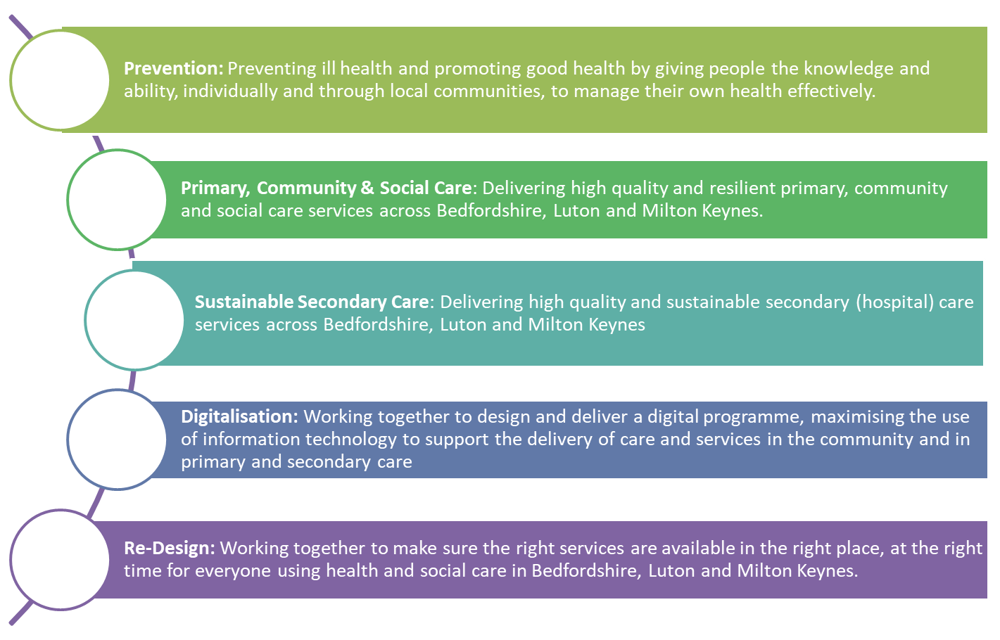 Prevention: Preventing ill health and promoting good health by giving people the knowledge and
ability, individually and through local communities, to manage their own health effectively.
Primary, Community & Social Care: Delivering high quality and resilient primary, community
and social care services across Bedfordshire, Luton and Milton Keynes.
Sustainable Secondary Care: Delivering high quality and sustainable secondary (hospital) care
services across Bedfordshire, Luton and Milton Keynes
Digitalisation: Working together to design and deliver a digital programme, maximising the use
of information technology to support the delivery of care and services in the community and in
primary and secondary care
Re-Design: Working together to make sure the right services are available in the right place, at the right
time for everyone using health and social care in Bedfordshire, Luton and Milton Keynes.